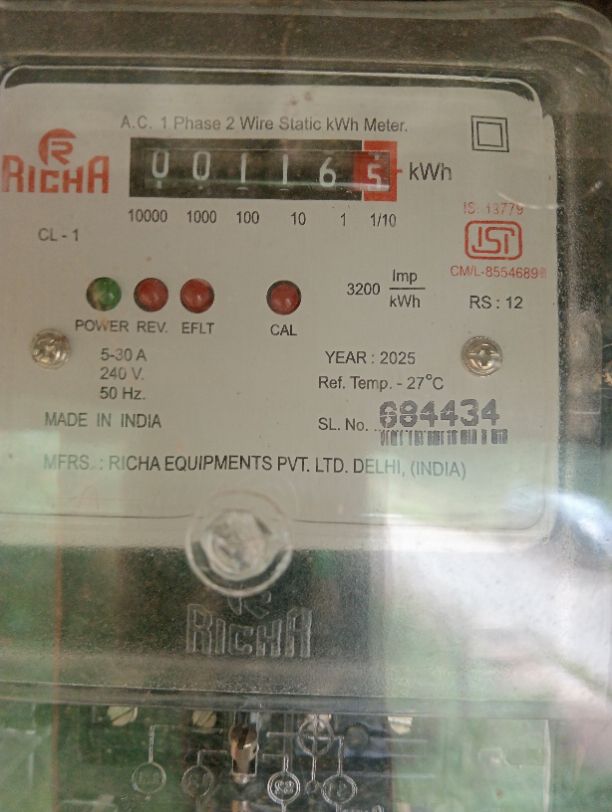 A.C. 1 Phase 2 Wire Static kWh Meter.
RICHA
0 0 1 1 6 5 kWh
10000 1000 100 10 1 1/10
IS: 13779
ISI
CM/L-8554689
CL - 1
3200 Imp
kWh
RS : 12
POWER REV. EFLT CAL
5-30 A
240 V.
50 Hz.
YEAR : 2025
Ref. Temp. - 27°C
MADE IN INDIA
SL. No. 684434
MFRS. : RICHA EQUIPMENTS PVT. LTD. DELHI, (INDIA)
RICHA